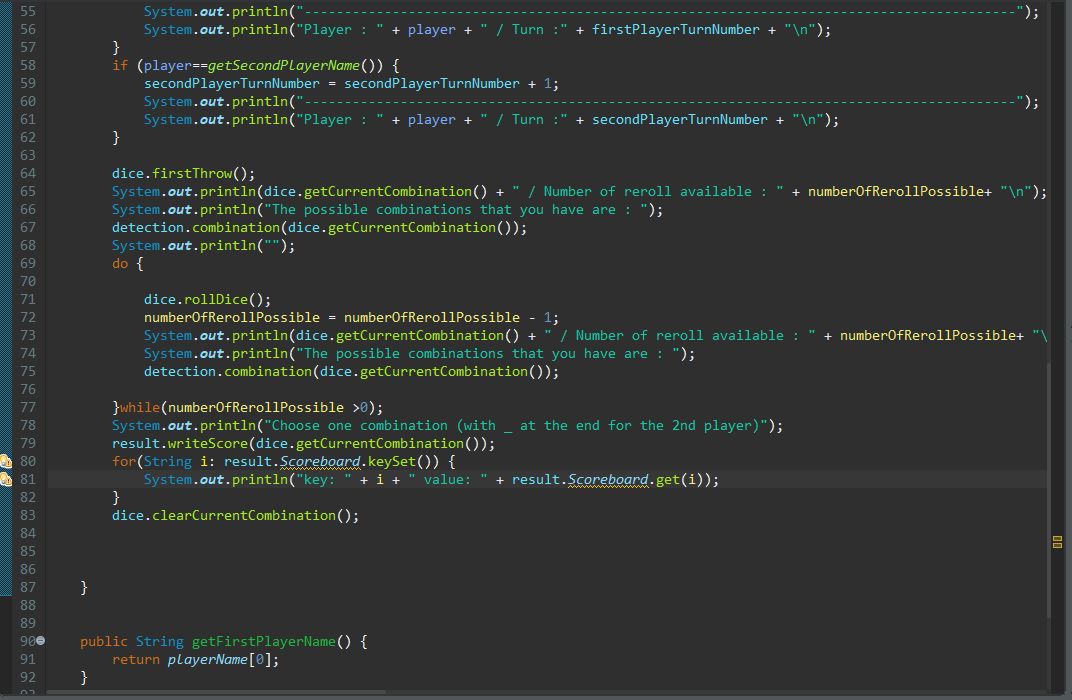 55 System.out.println("-----------------------------------------------------------------------------------------");
56 System.out.println("Player : " + player + " / Turn :" + firstPlayerTurnNumber + "\n");
57 }
58 if (player==getSecondPlayerName()) {
59 secondPlayerTurnNumber = secondPlayerTurnNumber + 1;
60 System.out.println("-----------------------------------------------------------------------------------------");
61 System.out.println("Player : " + player + " / Turn :" + secondPlayerTurnNumber + "\n");
62 }
63
64 dice.firstThrow();
65 System.out.println(dice.getCurrentCombination() + " / Number of reroll available : " + numberOfRerollPossible+ "\n");
66 System.out.println("The possible combinations that you have are : ");
67 detection.combination(dice.getCurrentCombination());
68 System.out.println("");
69 do {
70
71 dice.rollDice();
72 numberOfRerollPossible = numberOfRerollPossible - 1;
73 System.out.println(dice.getCurrentCombination() + " / Number of reroll available : " + numberOfRerollPossible+ "\
74 System.out.println("The possible combinations that you have are : ");
75 detection.combination(dice.getCurrentCombination());
76
77 }while(numberOfRerollPossible >0);
78 System.out.println("Choose one combination (with _ at the end for the 2nd player)");
79 result.writeScore(dice.getCurrentCombination());
80 for(String i: result.Scoreboard.keySet()) {
81 System.out.println("key: " + i + " value: " + result.Scoreboard.get(i));
82 }
83 dice.clearCurrentCombination();
84
85
86
87 }
88
89
90 public String getFirstPlayerName() {
91 return playerName[0];
92 }
93